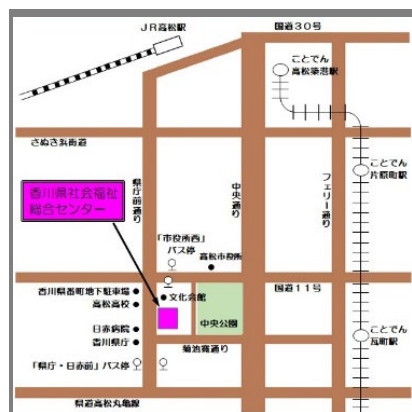 JR高松駅
国道30号
ことでん
高松築港駅
さぬき浜街道
ことでん
片原町駅
香川県社会福祉
総合センター
県庁前通り
中央通り
フェリー通り
「市役所西」
バス停
高松市役所
香川県番町地下駐車場
文化会館
国道11号
高松高校
中央公園
日赤病院
香川県庁
菊池寛通り
ことでん
瓦町駅
「県庁・日赤前」バス停
県道高松丸亀線